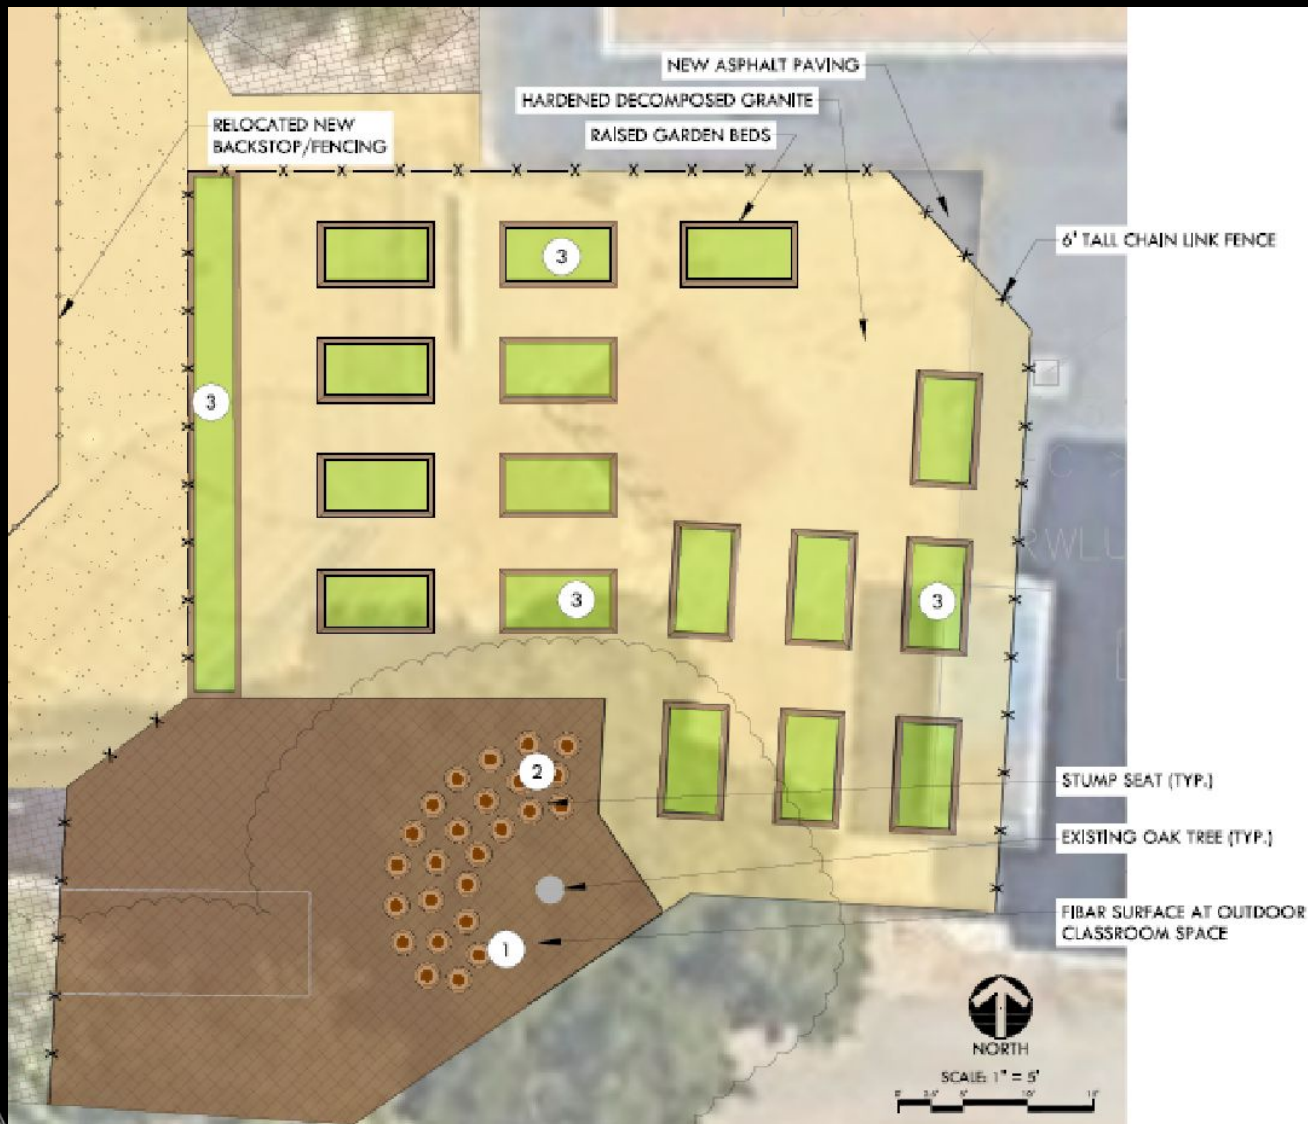 NEW ASPHALT PAVING
HARDENED DECOMPOSED GRANITE
RAISED GARDEN BEDS
RELOCATED NEW
BACKSTOP/FENCING
6' TALL CHAIN LINK FENCE
3
3
3
3
2
1
STUMP SEAT (TYP.)
EXISTING OAK TREE (TYP.)
FIBAR SURFACE AT OUTDOOR
CLASSROOM SPACE
NORTH
SCALE: 1" = 5'